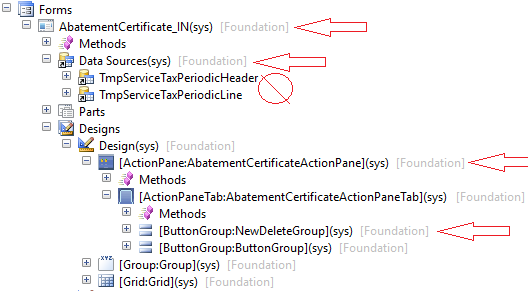 Forms
AbatementCertificate_IN(sys) [Foundation]
Methods
Data Sources(sys) [Foundation]
TmpServiceTaxPeriodicHeader
TmpServiceTaxPeriodicLine
Parts
Designs
Design(sys) [Foundation]
[ActionPane:AbatementCertificateActionPane](sys) [Foundation]
Methods
[ActionPaneTab:AbatementCertificateActionPaneTab](sys) [Foundation]
Methods
[ButtonGroup:NewDeleteGroup](sys) [Foundation]
[ButtonGroup:ButtonGroup](sys) [Foundation]
XYZ [Group:Group](sys) [Foundation]
[Grid:Grid](sys) [Foundation]